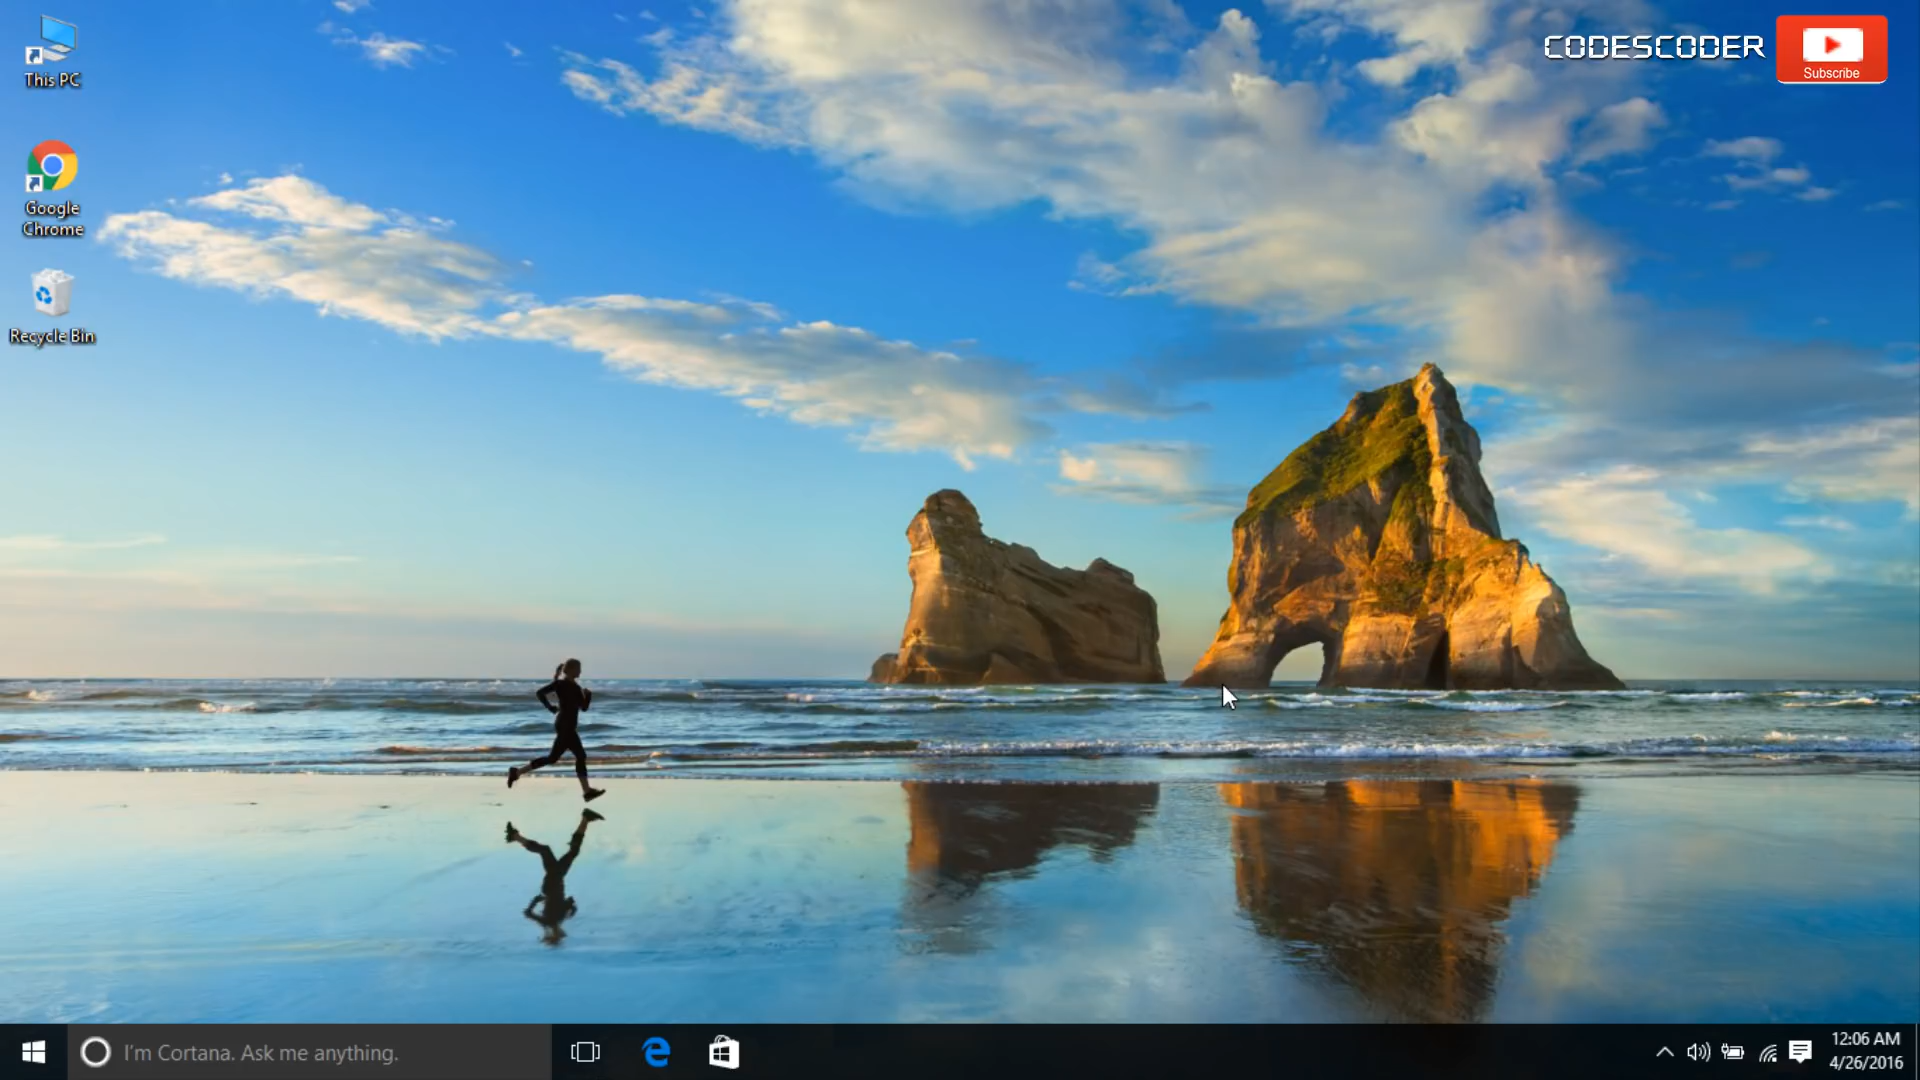 CODESCODER
Subscribe
This PC
Google
Chrome
Recycle Bin
I'm Cortana. Ask me anything.
12:06 AM
4/26/2016